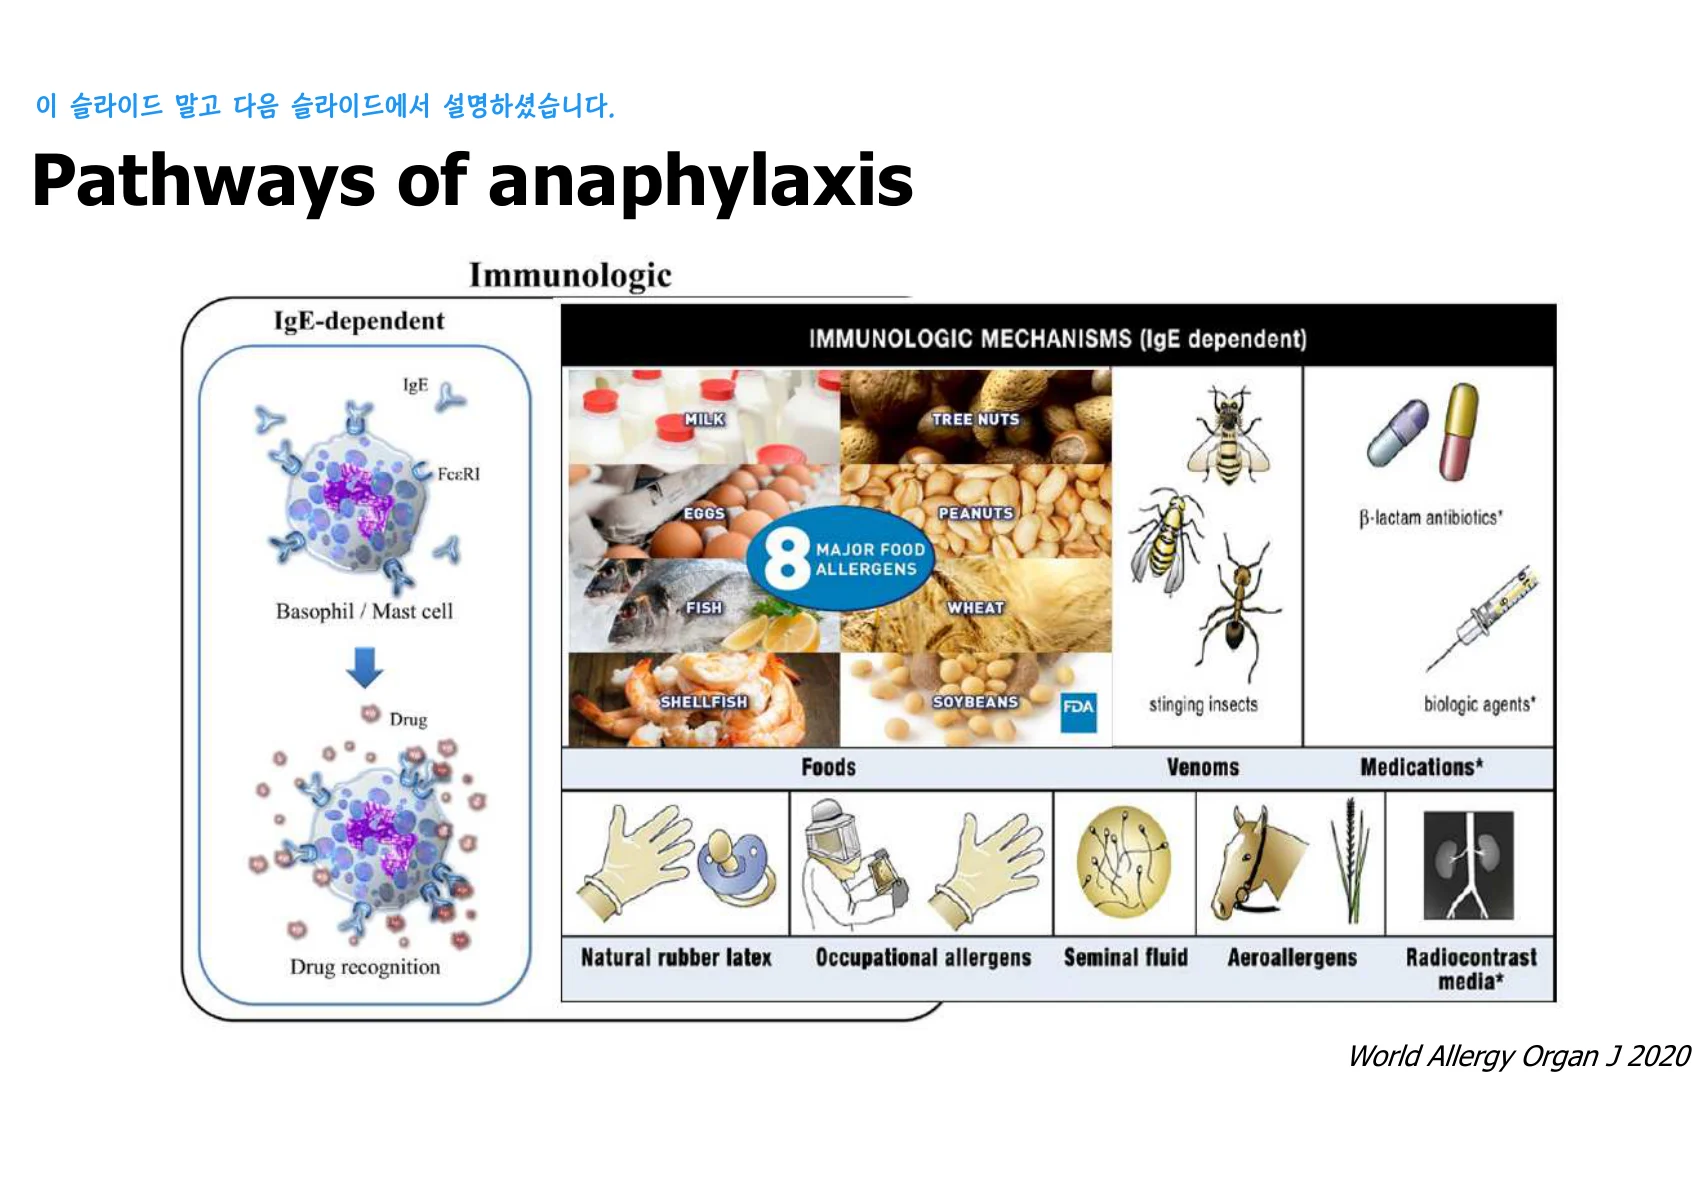 이 슬라이드 말고 다음 슬라이드에서 설명하셨습니다.
Pathways of anaphylaxis
Immunologic
IgE-dependent
IgE
FcεRI
Basophil / Mast cell
Drug
Drug recognition
IMMUNOLOGIC MECHANISMS (IgE dependent)
MILK
TREE NUTS
EGGS
PEANUTS
8 MAJOR FOOD
ALLERGENS
FISH
WHEAT
SHELLFISH
SOYBEANS
FDA
stinging insects
β-lactam antibiotics*
biologic agents*
Foods
Venoms
Medications*
Natural rubber latex
Occupational allergens
Seminal fluid
Aeroallergens
Radiocontrast
media*
World Allergy Organ J 2020